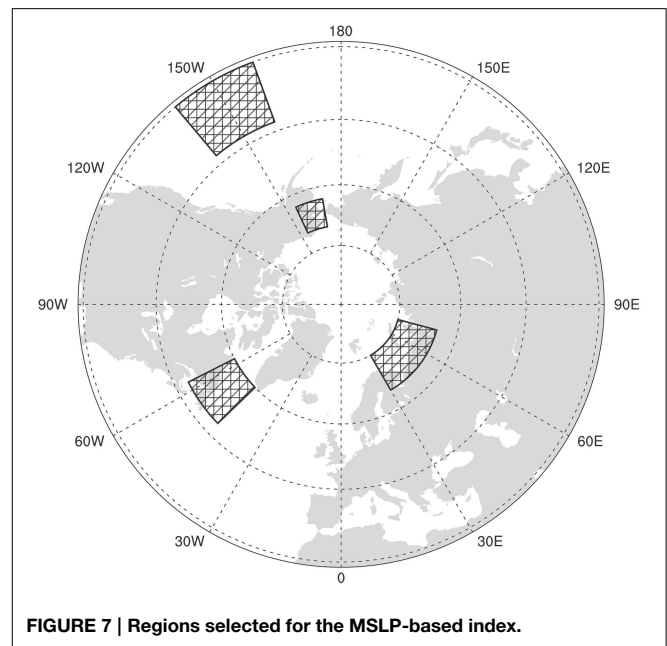 180
150W
150E
120W
120E
90W
90E
60W
60E
30W
30E
0
FIGURE 7 | Regions selected for the MSLP-based index.